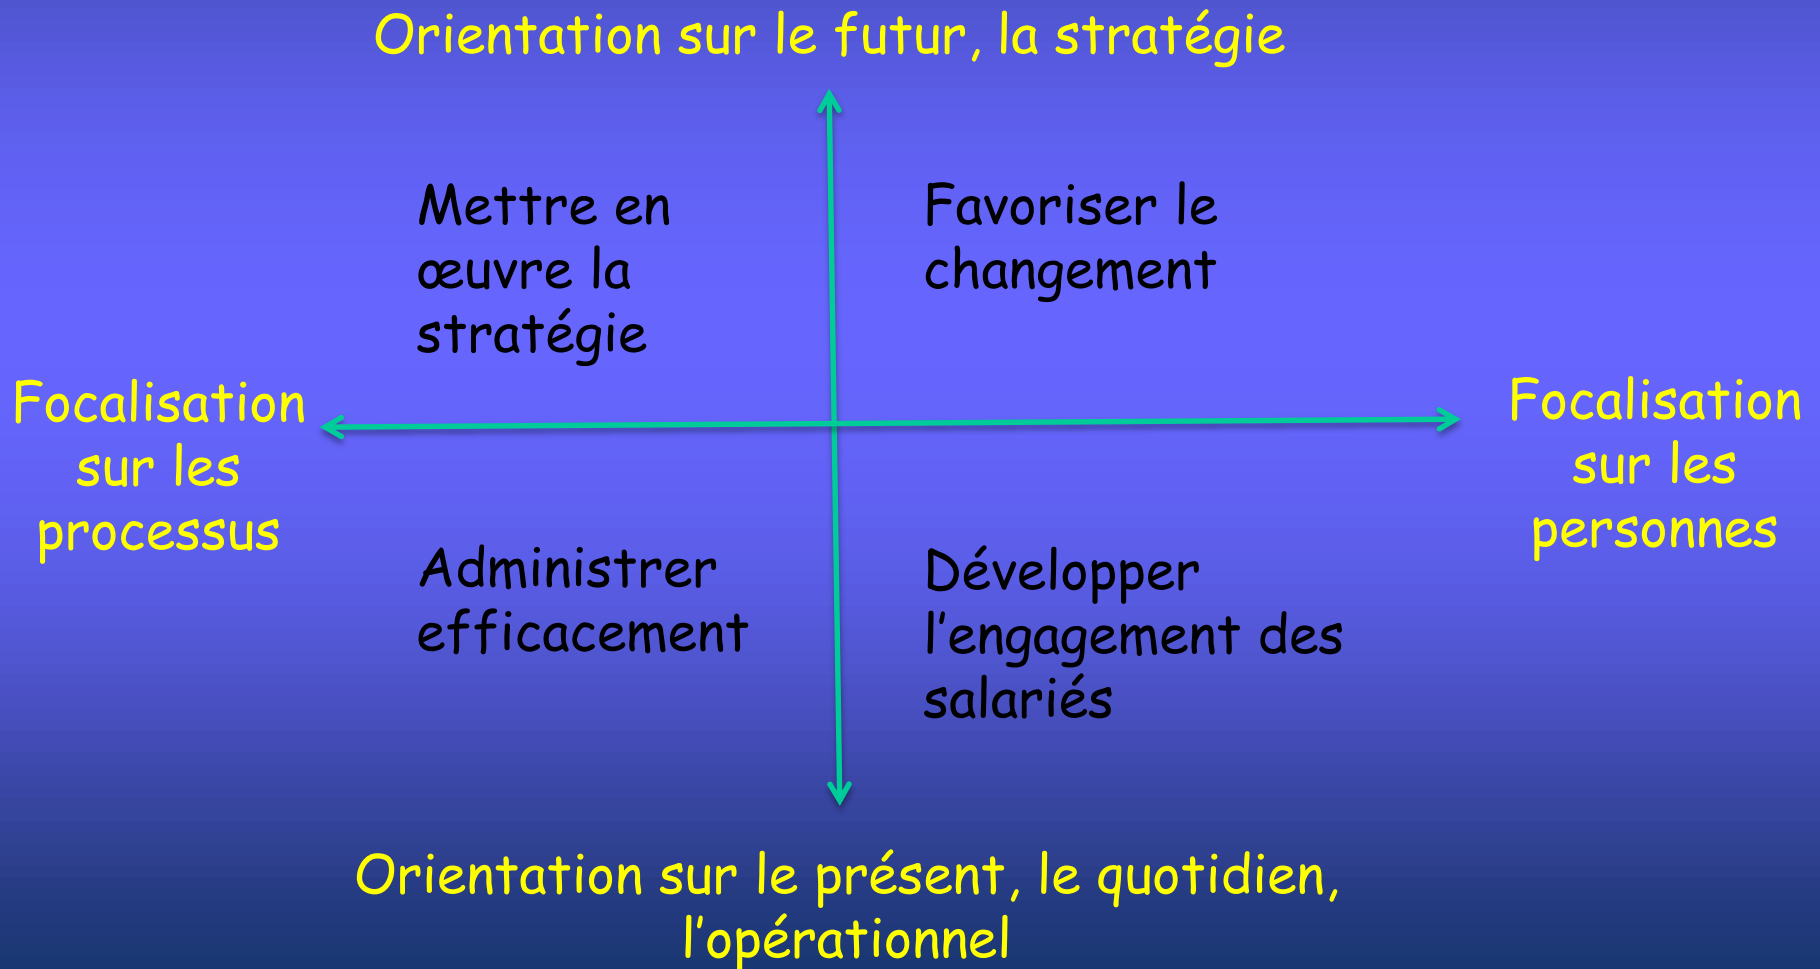 Orientation sur le futur, la stratégie
Mettre en
œuvre la
stratégie
Favoriser le
changement
Focalisation
sur les
processus
Focalisation
sur les
personnes
Administrer
efficacement
Développer
l’engagement des
salariés
Orientation sur le présent, le quotidien,
l’opérationnel